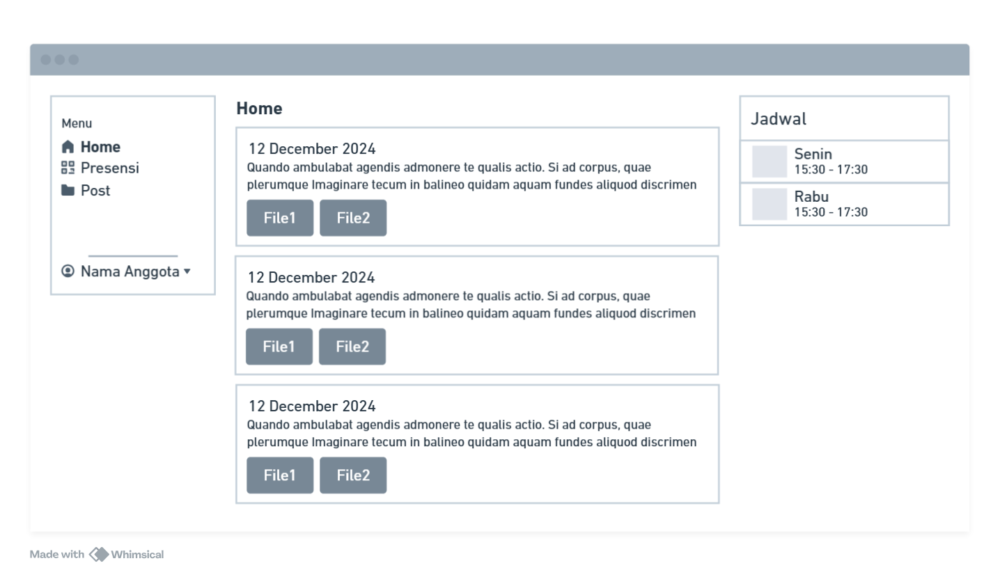 Menu
Home
Presensi
Post
Nama Anggota
Home
12 December 2024
Quando ambulabat agendis admonere te qualis actio. Si ad corpus, quae
plerumque Imaginare tecum in balineo quidam aquam fundes aliquod discrimen
File1 File2
12 December 2024
Quando ambulabat agendis admonere te qualis actio. Si ad corpus, quae
plerumque Imaginare tecum in balineo quidam aquam fundes aliquod discrimen
File1 File2
12 December 2024
Quando ambulabat agendis admonere te qualis actio. Si ad corpus, quae
plerumque Imaginare tecum in balineo quidam aquam fundes aliquod discrimen
File1 File2
Jadwal
Senin
15:30 - 17:30
Rabu
15:30 - 17:30
Made with Whimsical